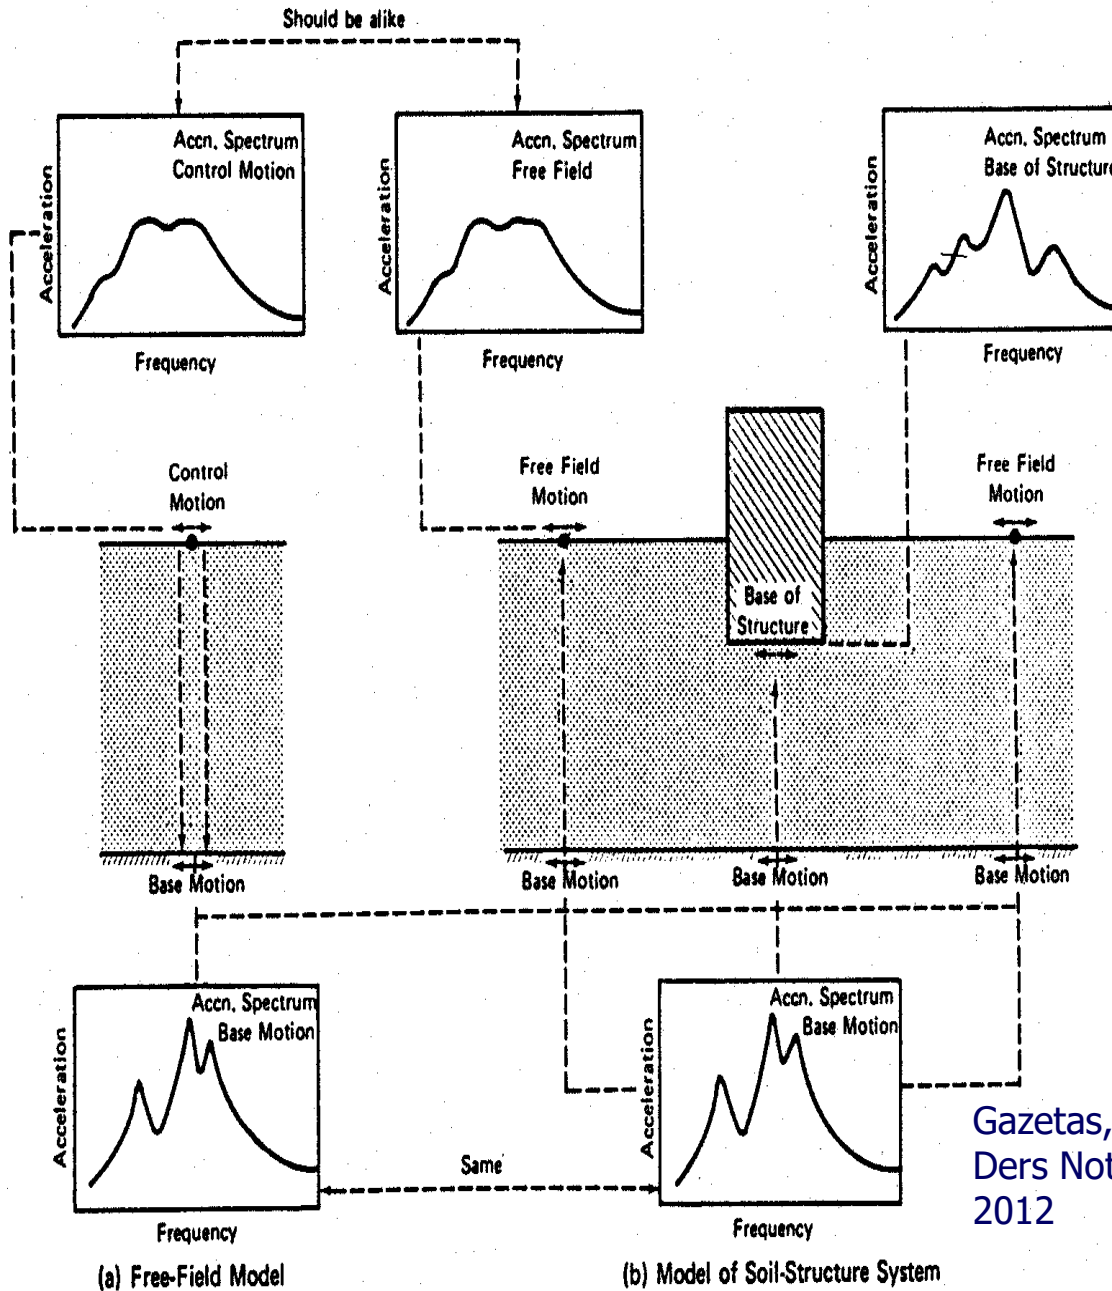 Should be alike
Accn. Spectrum
Control Motion
Acceleration
Frequency
Accn. Spectrum
Free Field
Acceleration
Frequency
Accn. Spectrum
Base of Structure
Acceleration
Frequency
Control
Motion
Free Field
Motion
Free Field
Motion
Base of
Structure
Base Motion
Base Motion
Base Motion
Base Motion
Accn. Spectrum
Base Motion
Acceleration
Frequency
Same
Accn. Spectrum
Base Motion
Acceleration
Frequency
Gazetas,
Ders Not
2012
(a) Free-Field Model
(b) Model of Soil-Structure System